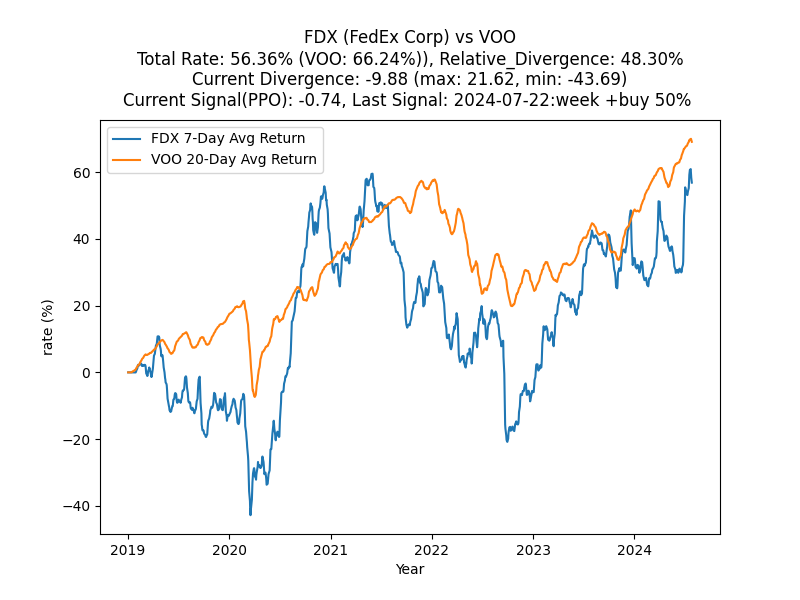 FDX (FedEx Corp) vs VOO
Total Rate: 56.36% (VOO: 66.24%)), Relative_Divergence: 48.30%
Current Divergence: -9.88 (max: 21.62, min: -43.69)
Current Signal(PPO): -0.74, Last Signal: 2024-07-22:week +buy 50%
FDX 7-Day Avg Return
VOO 20-Day Avg Return
rate (%)
60
40
20
0
−20
−40
2019
2020
2021
2022
2023
2024
Year